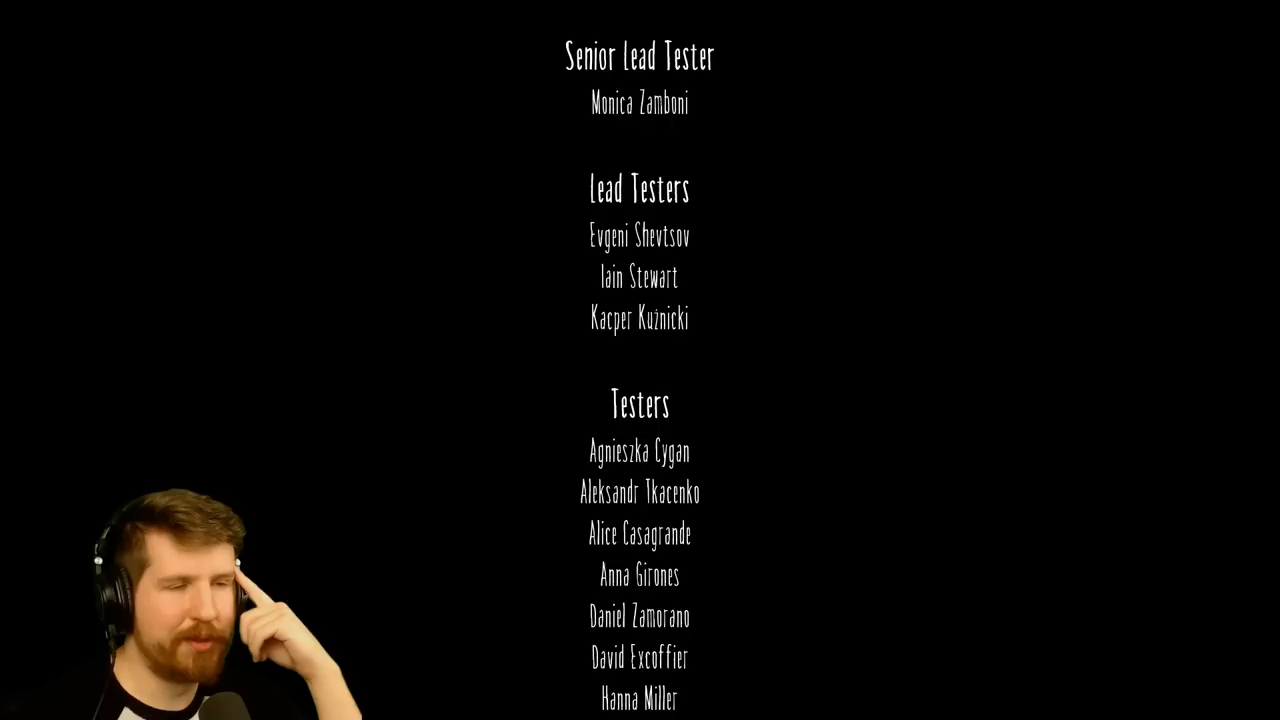 Senior Lead Tester
Monica Zamboni
Lead Testers
Evgeni Shevtsov
Iain Stewart
Kacper Kuźnicki
Testers
Agnieszka Cygan
Aleksandr Tkacenko
Alice Casagrande
Anna Girones
Daniel Zamorano
David Excoffier
Hanna Miller